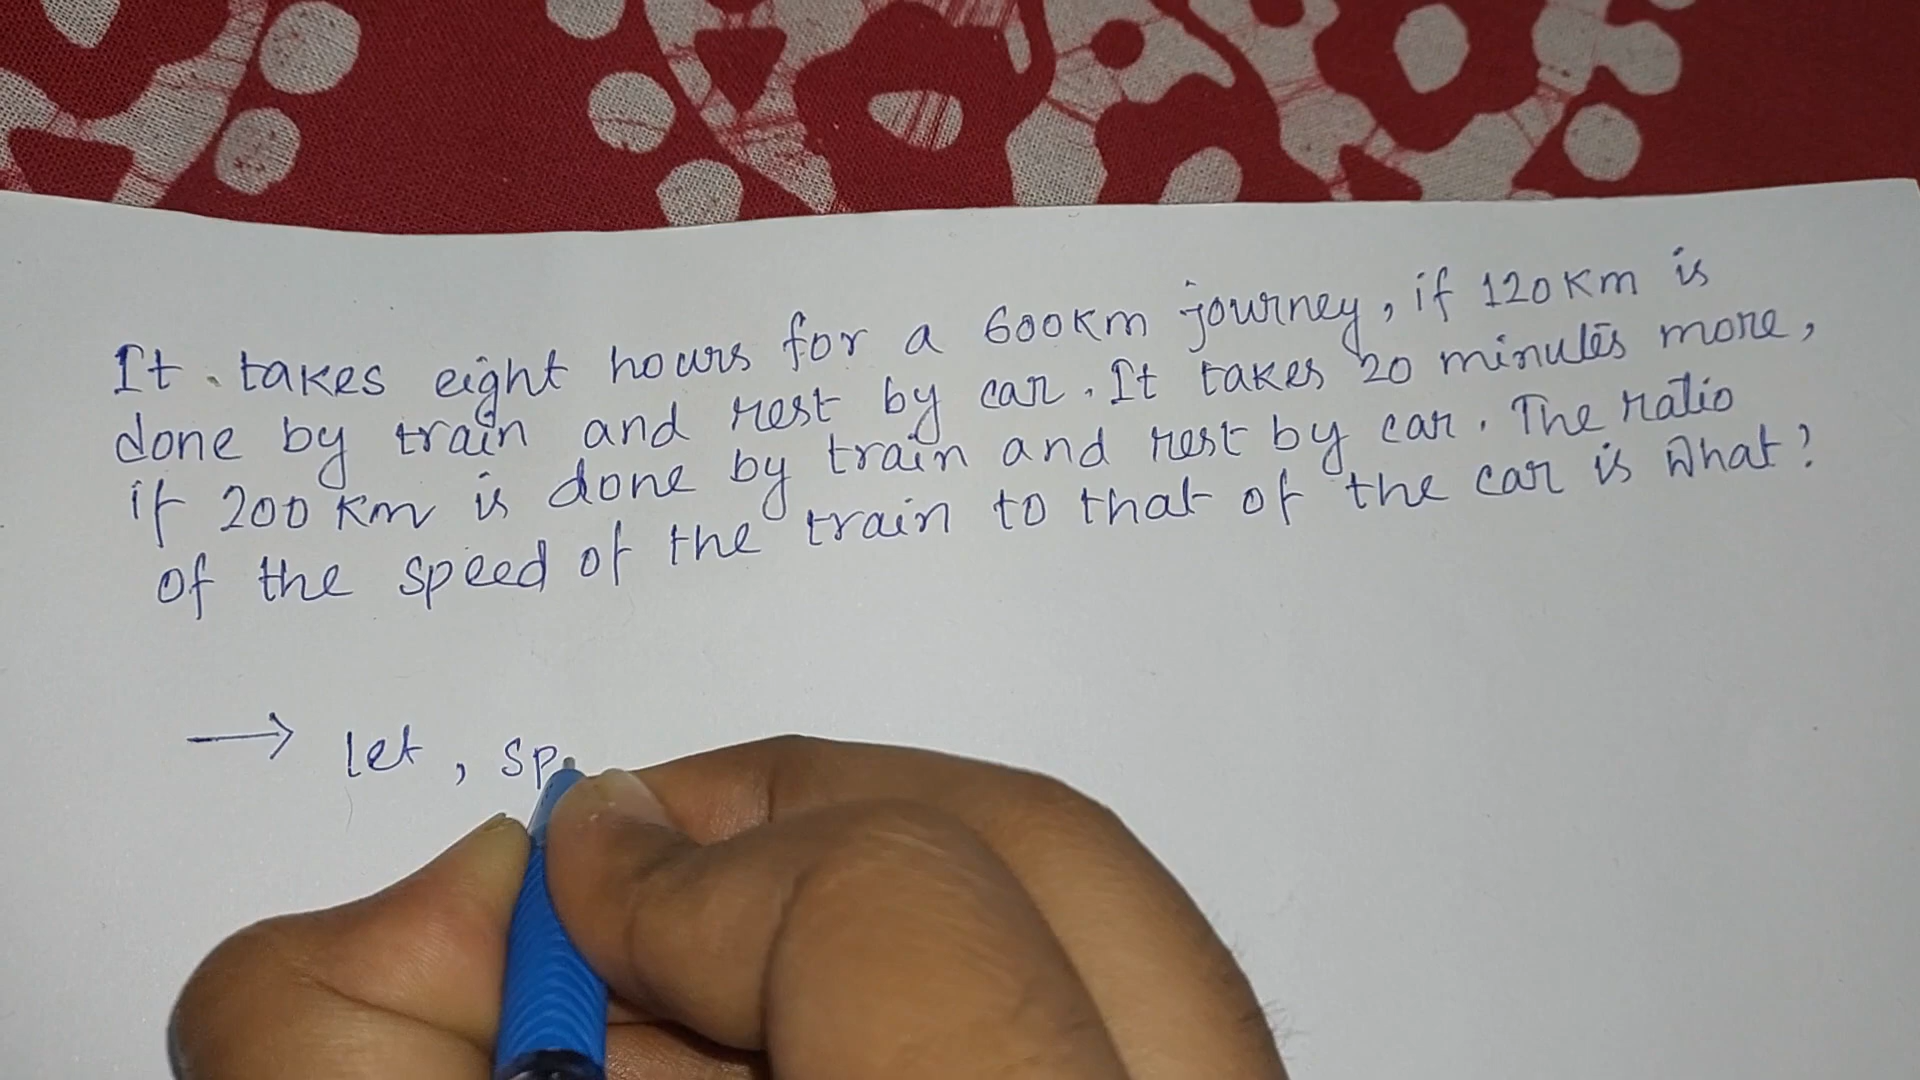 It takes eight hours for a 600km journey, if 120km is
done by train and rest by car. It takes 20 minutes more,
if 200km is done by train and rest by car. The ratio
of the speed of the train to that of the car is What?
→ let, sp